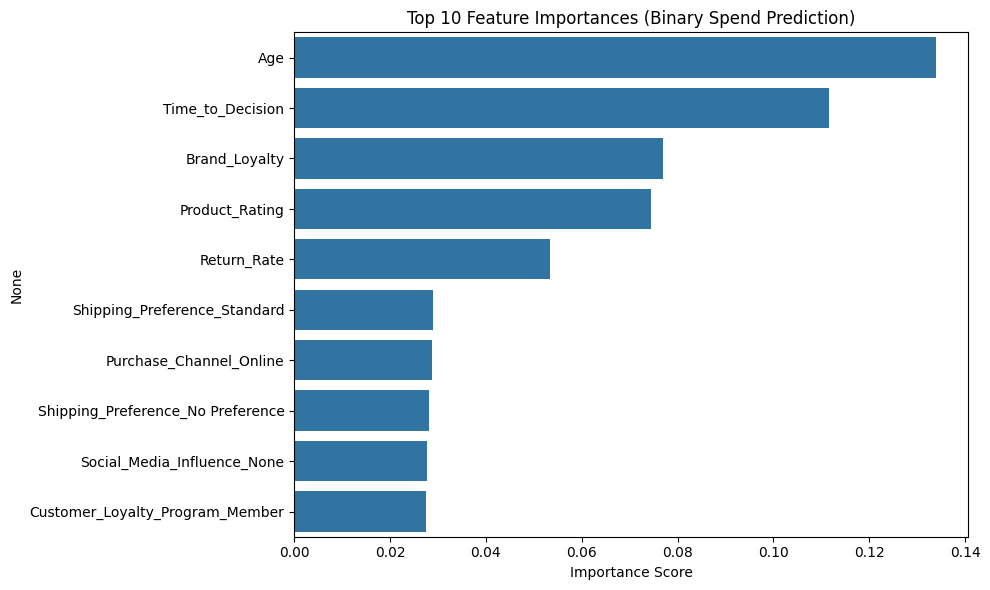 Top 10 Feature Importances (Binary Spend Prediction)
Age
Time_to_Decision
Brand_Loyalty
Product_Rating
Return_Rate
Shipping_Preference_Standard
Purchase_Channel_Online
Shipping_Preference_No Preference
Social_Media_Influence_None
Customer_Loyalty_Program_Member
None
0.00 0.02 0.04 0.06 0.08 0.10 0.12 0.14
Importance Score